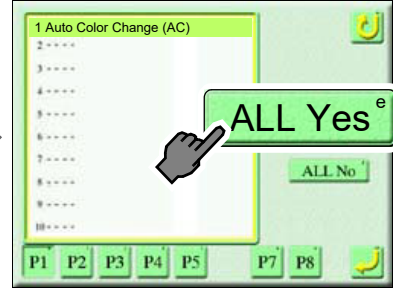 1 Auto Color Change (AC)
2 ----
3 ----
4 ----
5 ----
6 ----
7 ----
8 ----
9 ----
10 ----
ALL Yes e
ALL No
P1 P2 P3 P4 P5 P7 P8